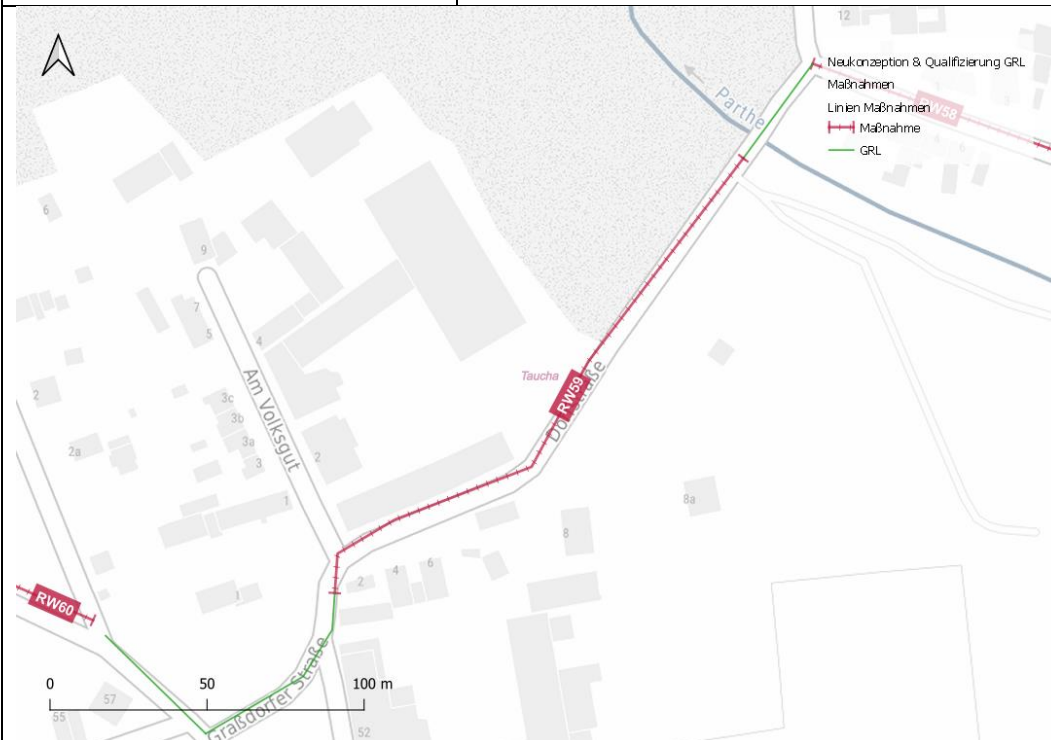 12
Neukonzeption & Qualifizierung GRL
Maßnahmen
Linien Maßnahmen
Maßnahme
GRL
RW58
Parthe
6
9
7
5
4
Am Volksgut
Taucha
RW59
2
3c
3b
3a
3
2a
2
1
8a
8
6
4
2
1
RW60
0 50 100 m
Graßdorfer Straße
57
55
52